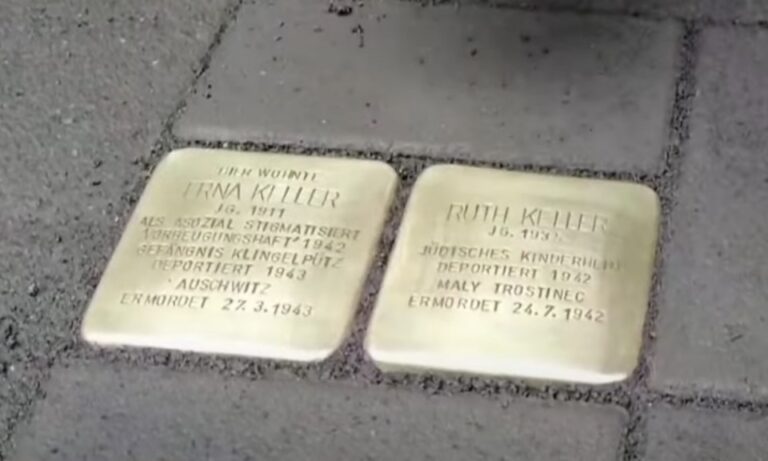 HIER WOHNTE
ERNA KELLER
JG. 1911
ALS ASOZIAL STIGMATISIERT
"VORBEUGUNGSHAFT" 1942
GEFÄNGNIS KLINGELPÜTZ
DEPORTIERT 1943
AUSCHWITZ
ERMORDET 27.3.1943
RUTH KELLER
JG.
JÜDISCHES KINDERHEIM
DEPORTIERT 1942
MALY TROSTINEC
ERMORDET 24.7.1942